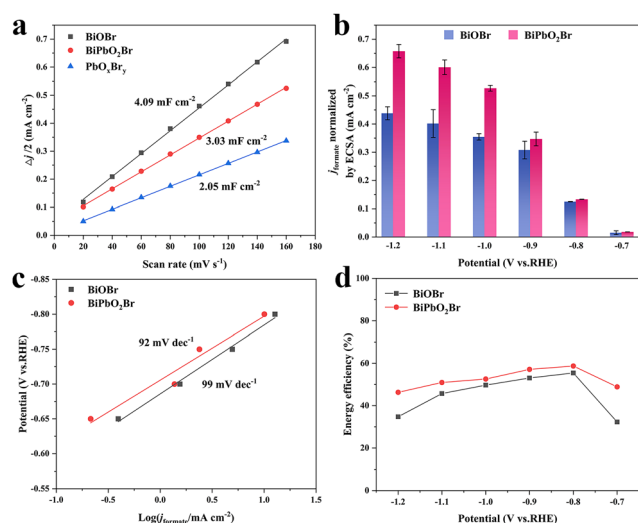 a
BiOBr
BiPbO₂Br
PbOₓBrᵧ
4.09 mF cm⁻²
3.03 mF cm⁻²
2.05 mF cm⁻²
Δj/2 (mA cm⁻²)
0.7
0.6
0.5
0.4
0.3
0.2
0.1
0.0
0 20 40 60 80 100 120 140 160 180
Scan rate (mV s⁻¹)
b
BiOBr
BiPbO₂Br
j formate normalized
by ECSA (mA cm⁻²)
0.7
0.6
0.5
0.4
0.3
0.2
0.1
0.0
-1.2 -1.1 -1.0 -0.9 -0.8 -0.7
Potential (V vs.RHE)
c
BiOBr
BiPbO₂Br
92 mV dec⁻¹
99 mV dec⁻¹
Potential (V vs.RHE)
-0.85
-0.80
-0.75
-0.70
-0.65
-0.60
-0.55
-0.50
-1.0 -0.5 0.0 0.5 1.0 1.5
Log(j formate/mA cm⁻²)
d
BiOBr
BiPbO₂Br
Energy efficiency (%)
100
80
60
40
20
0
-1.2 -1.1 -1.0 -0.9 -0.8 -0.7
Potential (V vs.RHE)